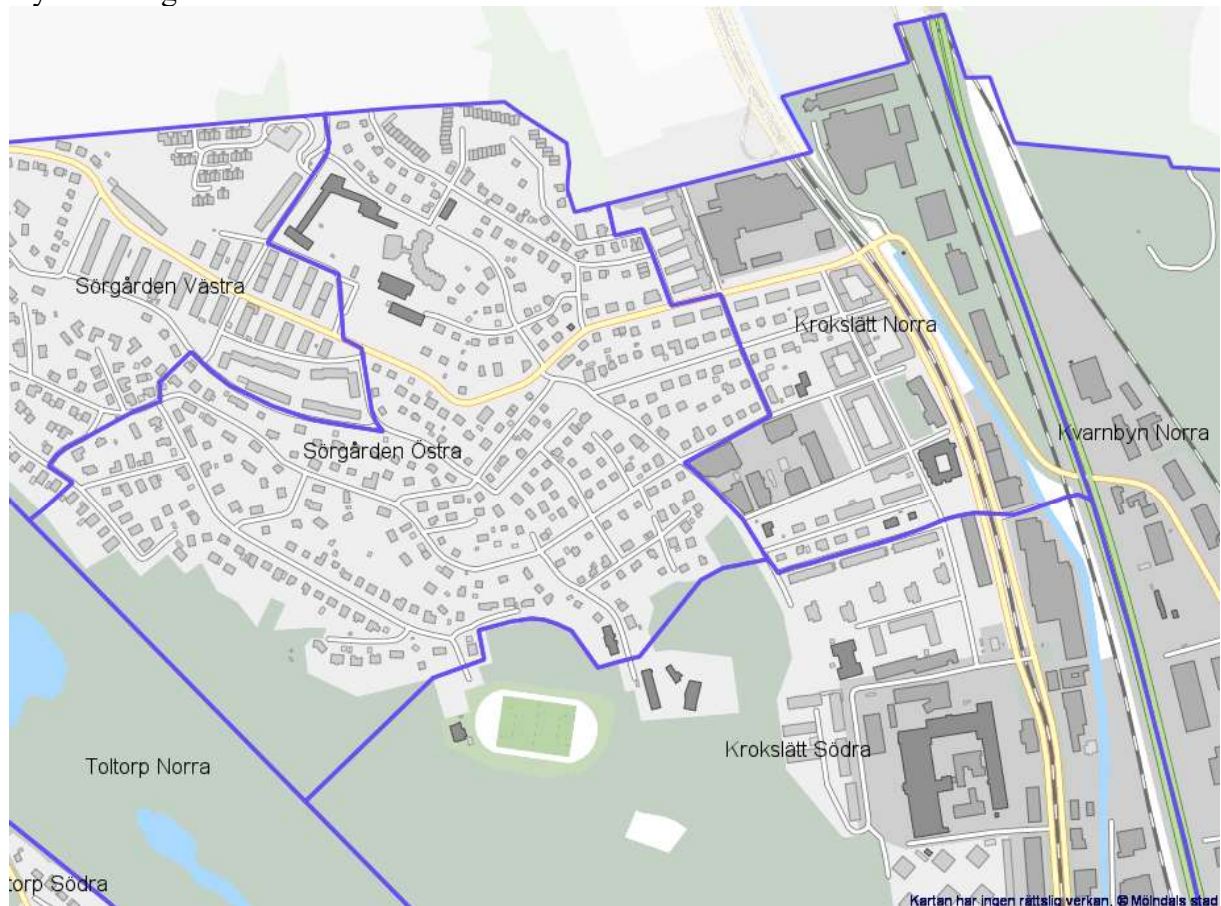 Sörgården Västra
Krokslätt Norra
Kvarnbyn Norra
Sörgården Östra
Krokslätt Södra
Toltorp Norra
torp Södra
Kartan har ingen rättslig verkan. © Mölndals stad